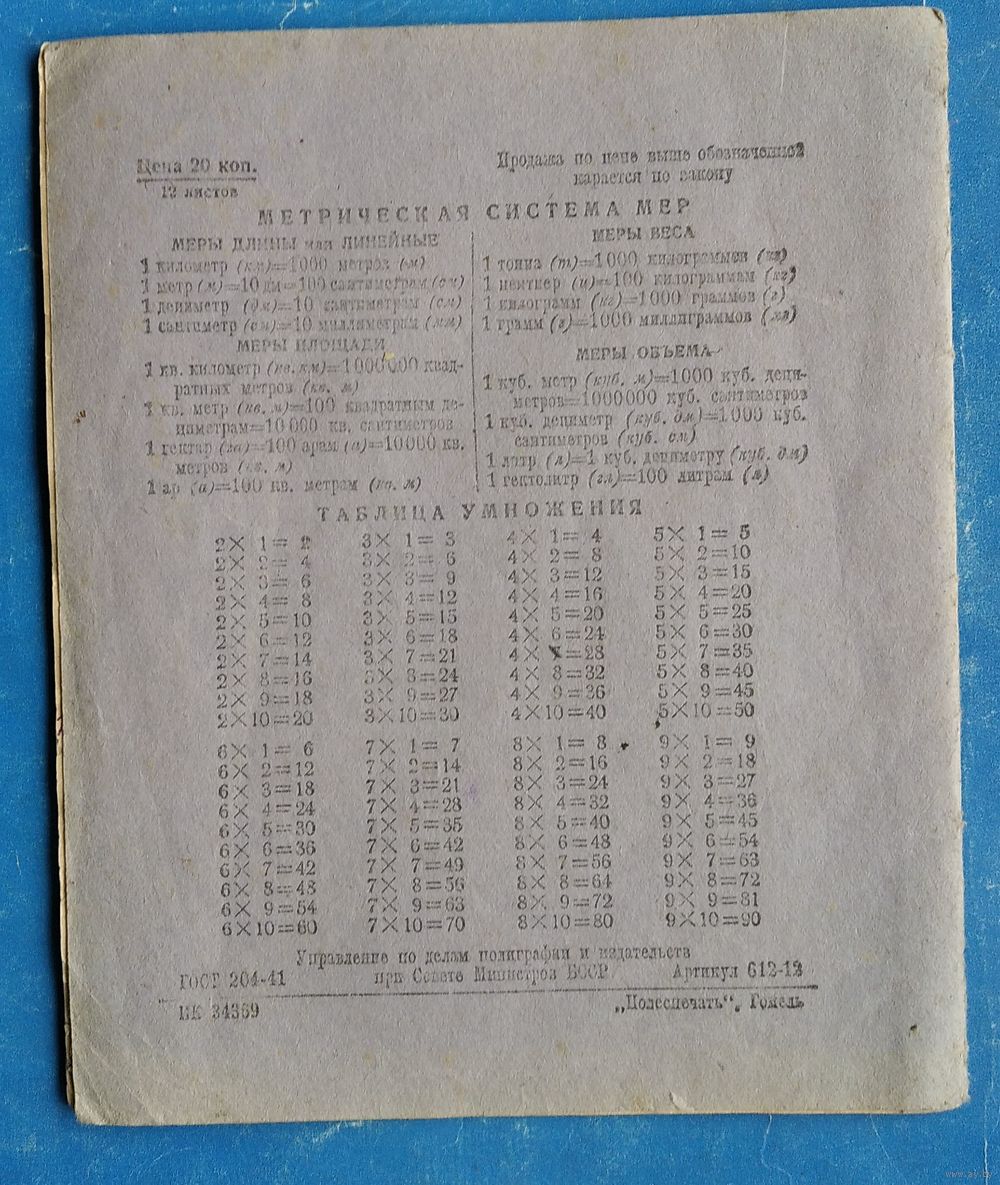 Цена 20 коп.
12 листов
Продажа по цене выше обозначенной
карается по закону
МЕТРИЧЕСКАЯ СИСТЕМА МЕР
МЕРЫ ДЛИНЫ или ЛИНЕЙНЫЕ
1 километр (км)=1000 метров (м)
1 метр (м)=10 дм=100 сантиметрам (см)
1 дециметр (дм)=10 сантиметрам (см)
1 сантиметр (см)=10 миллиметрам (мм)
МЕРЫ ПЛОЩАДИ
1 кв. километр (кв. км)=1000000 квад-
ратных метров (кв. м)
1 кв. метр (кв. м)=100 квадратным де-
циметрам=10000 кв. сантиметров
1 гектар (га)=100 арам (а)=10000 кв.
метров (кв. м)
1 ар (а)=100 кв. метрам (кв. м)
МЕРЫ ВЕСА
1 тонна (т)=1000 килограммов (кг)
1 центнер (ц)=100 килограммам (кг)
1 килограмм (кг)=1000 граммов (г)
1 грамм (г)=1000 миллиграммов (мг)
МЕРЫ ОБЪЕМА
1 куб. метр (куб. м)=1000 куб. деци-
метров=1000000 куб. сантиметров
1 куб. дециметр (куб. дм)=1000 куб.
сантиметров (куб. см)
1 литр (л)=1 куб. дециметру (куб. дм)
1 гектолитр (гл)=100 литрам (л)
ТАБЛИЦА УМНОЖЕНИЯ
2× 1= 2 3× 1= 3 4× 1= 4 5× 1= 5
2× 2= 4 3× 2= 6 4× 2= 8 5× 2=10
2× 3= 6 3× 3= 9 4× 3=12 5× 3=15
2× 4= 8 3× 4=12 4× 4=16 5× 4=20
2× 5=10 3× 5=15 4× 5=20 5× 5=25
2× 6=12 3× 6=18 4× 6=24 5× 6=30
2× 7=14 3× 7=21 4× 7=28 5× 7=35
2× 8=16 3× 8=24 4× 8=32 5× 8=40
2× 9=18 3× 9=27 4× 9=36 5× 9=45
2×10=20 3×10=30 4×10=40 5×10=50
6× 1= 6 7× 1= 7 8× 1= 8 9× 1= 9
6× 2=12 7× 2=14 8× 2=16 9× 2=18
6× 3=18 7× 3=21 8× 3=24 9× 3=27
6× 4=24 7× 4=28 8× 4=32 9× 4=36
6× 5=30 7× 5=35 8× 5=40 9× 5=45
6× 6=36 7× 6=42 8× 6=48 9× 6=54
6× 7=42 7× 7=49 8× 7=56 9× 7=63
6× 8=48 7× 8=56 8× 8=64 9× 8=72
6× 9=54 7× 9=63 8× 9=72 9× 9=81
6×10=60 7×10=70 8×10=80 9×10=90
Управление по делам полиграфии и издательств
ГОСТ 204-41 при Совете Министров БССР Артикул 612-12
БК 34369 „Полеспечать“, Гомель
www.ay.by